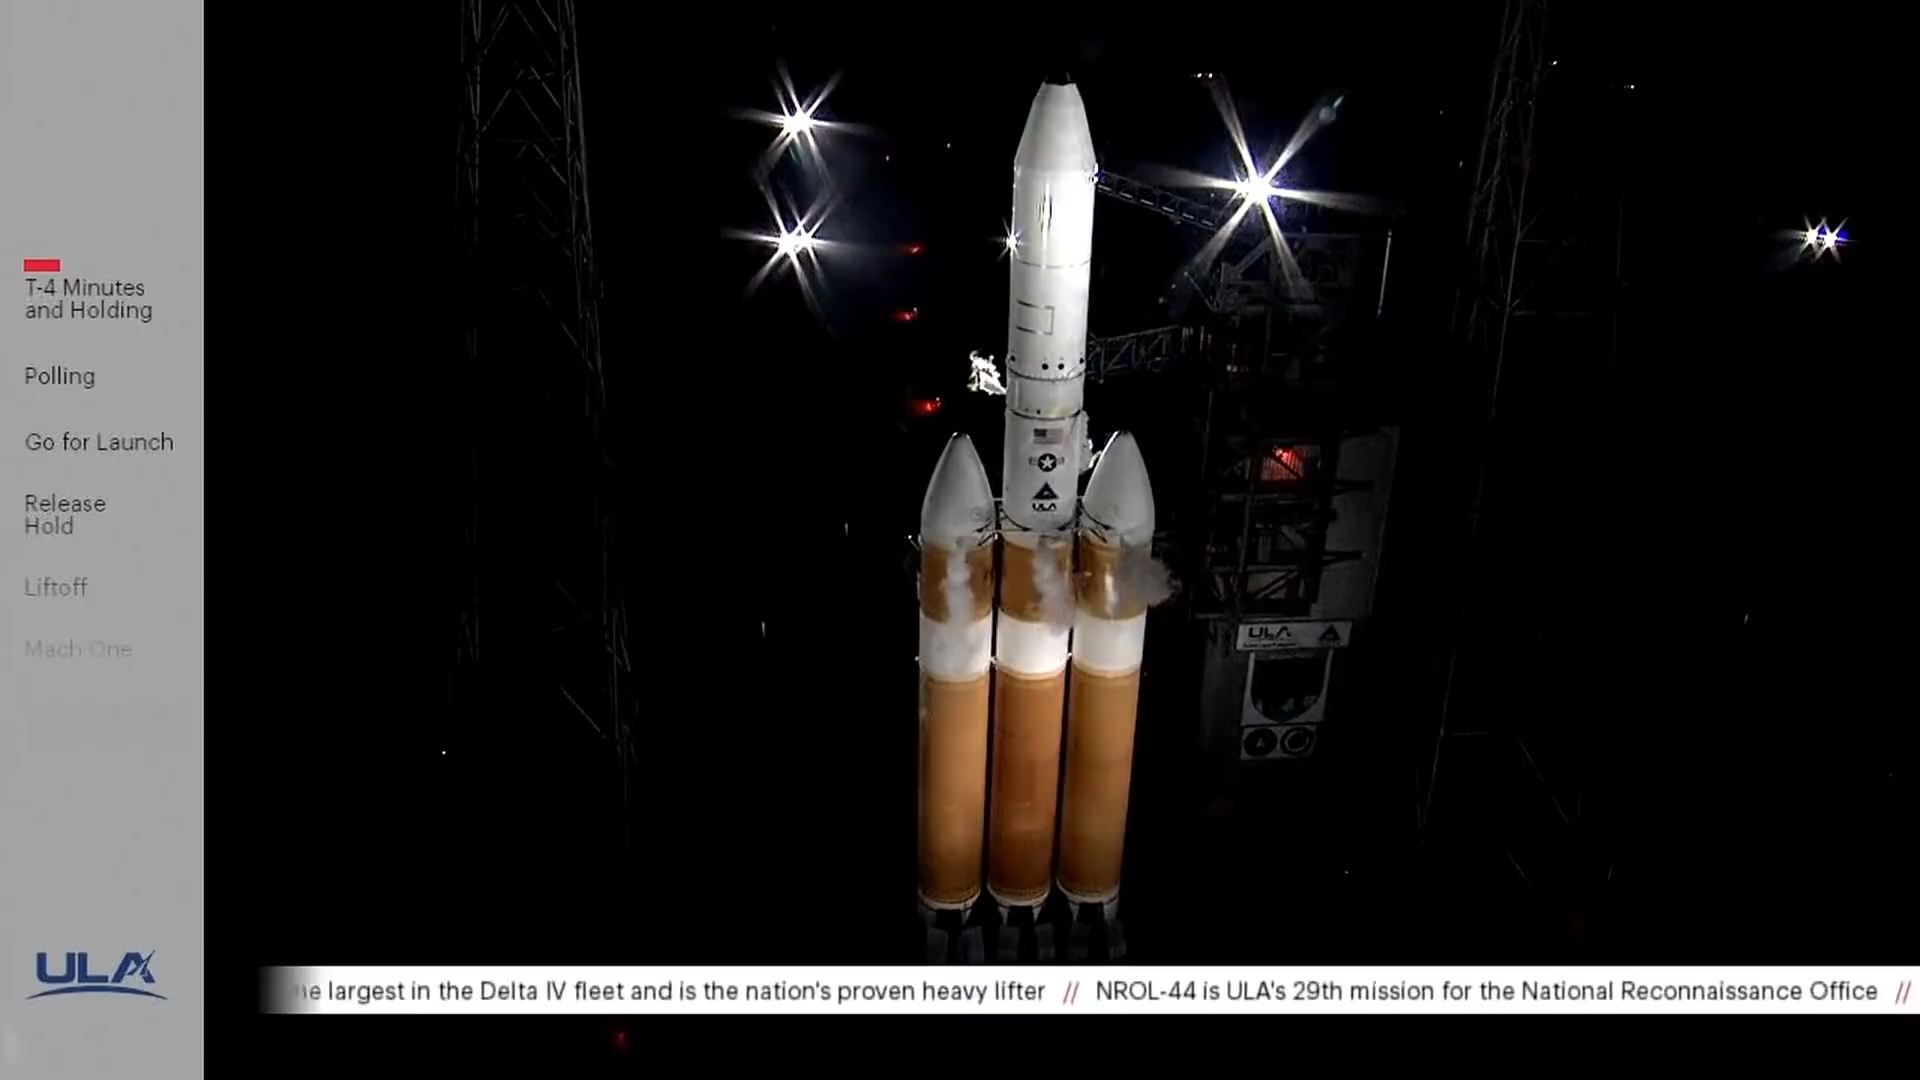 T-4 Minutes
and Holding
Polling
Go for Launch
Release
Hold
Liftoff
Mach One
ULA
ULA
ULA
largest in the Delta IV fleet and is the nation's proven heavy lifter // NROL-44 is ULA's 29th mission for the National Reconnaissance Office //